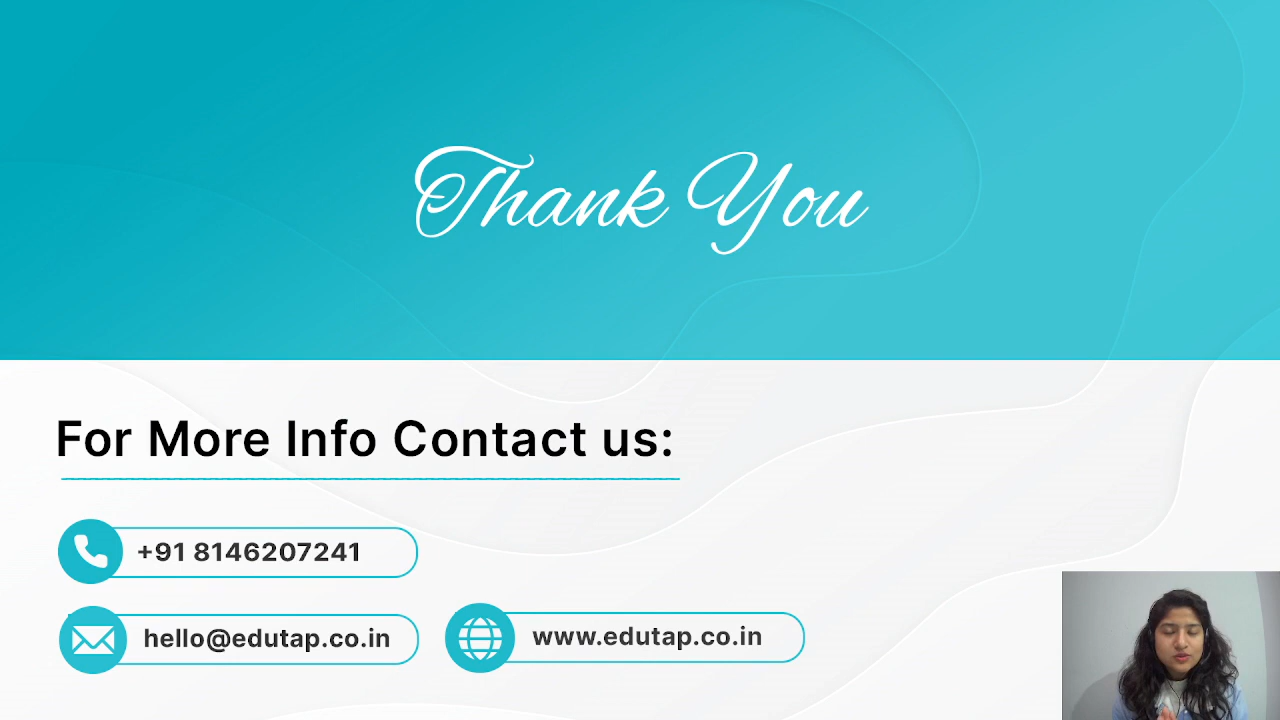 Thank You
For More Info Contact us:
+91 8146207241
hello@edutap.co.in
www.edutap.co.in